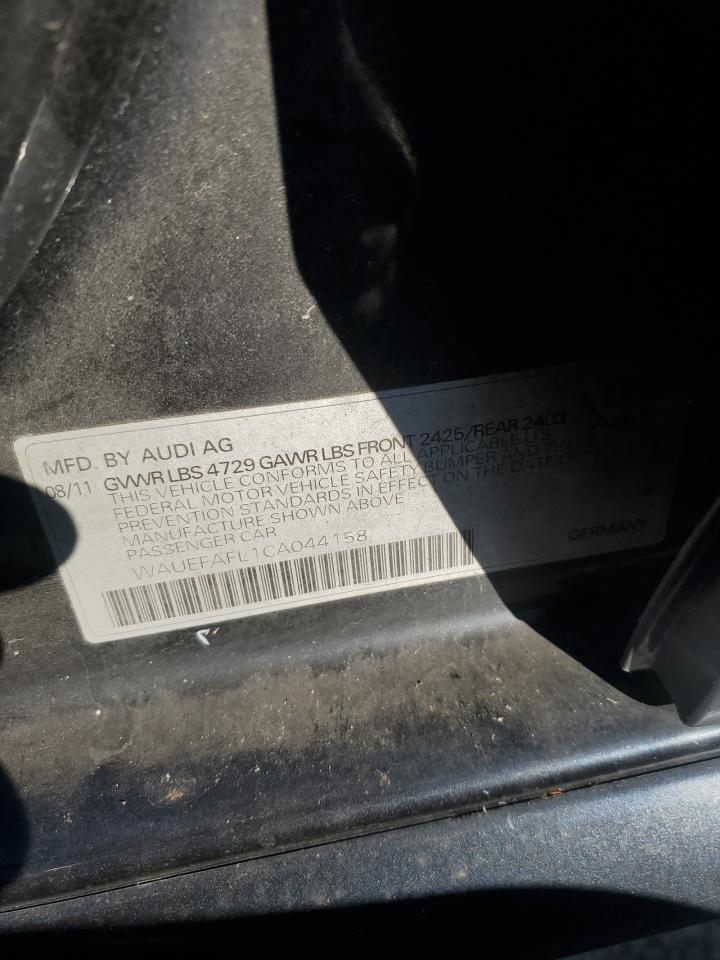 Audi
MFD. BY AUDI AG
08/11 GVWR LBS 4729 GAWR LBS FRONT 2425/REAR 2403
THIS VEHICLE CONFORMS TO ALL APPLICABLE U.S.
FEDERAL MOTOR VEHICLE SAFETY, BUMPER AND THEFT
PREVENTION STANDARDS IN EFFECT ON THE DATE OF
MANUFACTURE SHOWN ABOVE
PASSENGER CAR
WAUEFAFL1CA044158
GERMANY